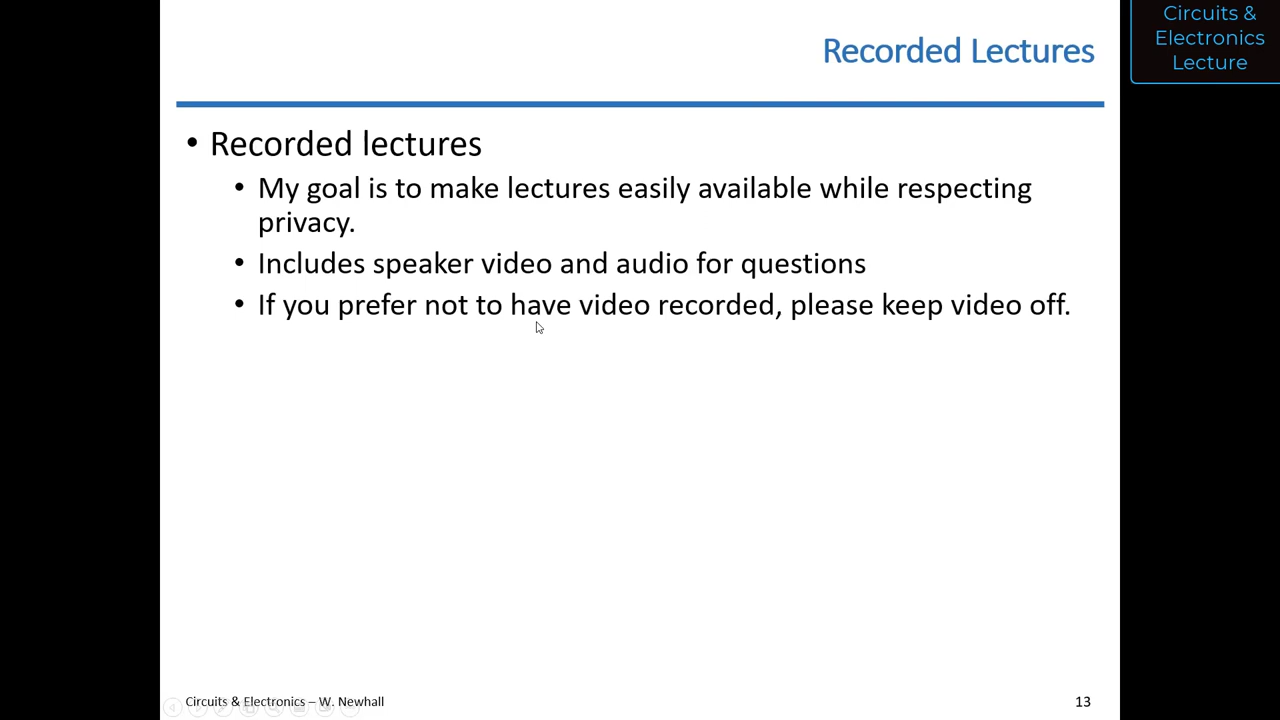 Circuits &
Electronics
Lecture
Recorded Lectures
• Recorded lectures
• My goal is to make lectures easily available while respecting
privacy.
• Includes speaker video and audio for questions
• If you prefer not to have video recorded, please keep video off.
Circuits & Electronics – W. Newhall
13